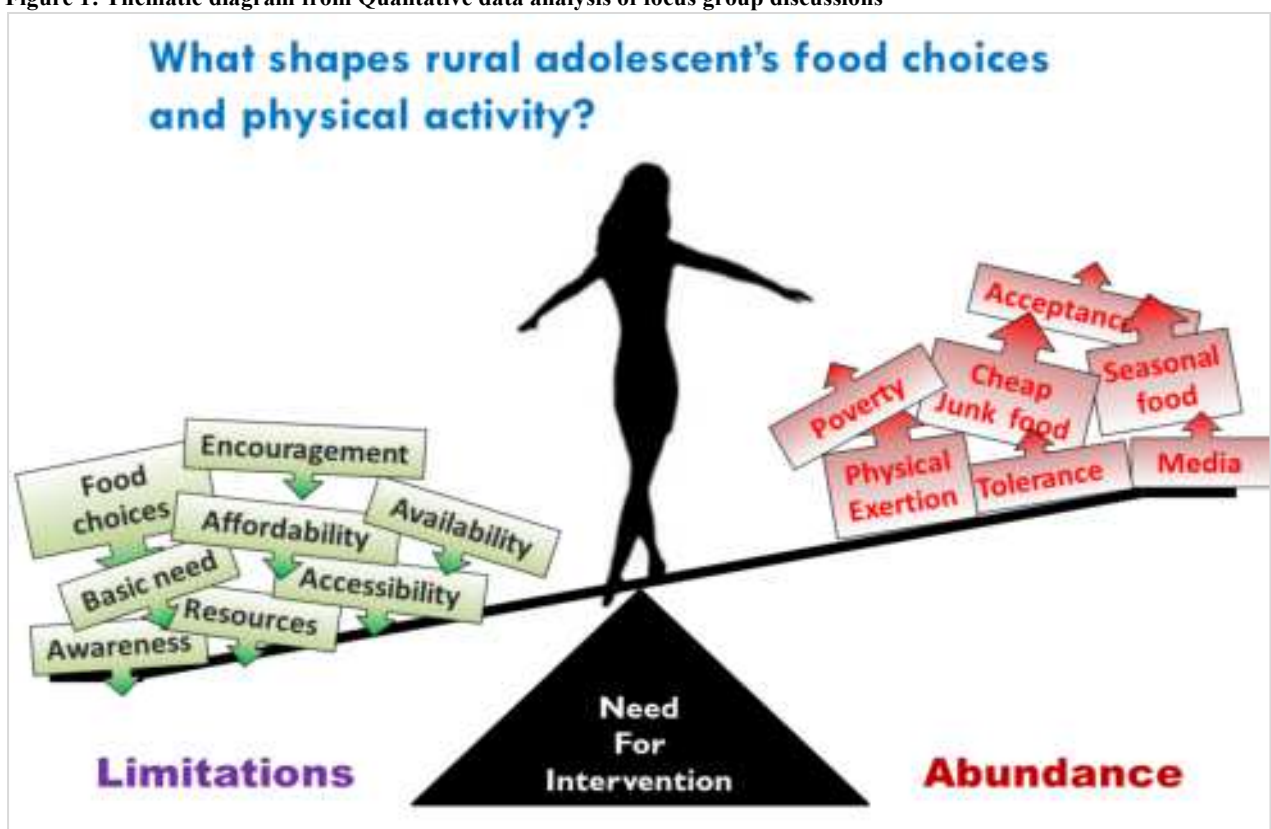 Figure 1: Thematic diagram from Qualitative data analysis of focus group discussions
What shapes rural adolescent's food choices
and physical activity?
Encouragement
Food
choices
Affordability
Availability
Basic need
Accessibility
Resources
Awareness
Limitations
Acceptance
Poverty
Cheap
Junk food
Seasonal
food
Physical
Exertion
Tolerance
Media
Abundance
Need
For
Intervention